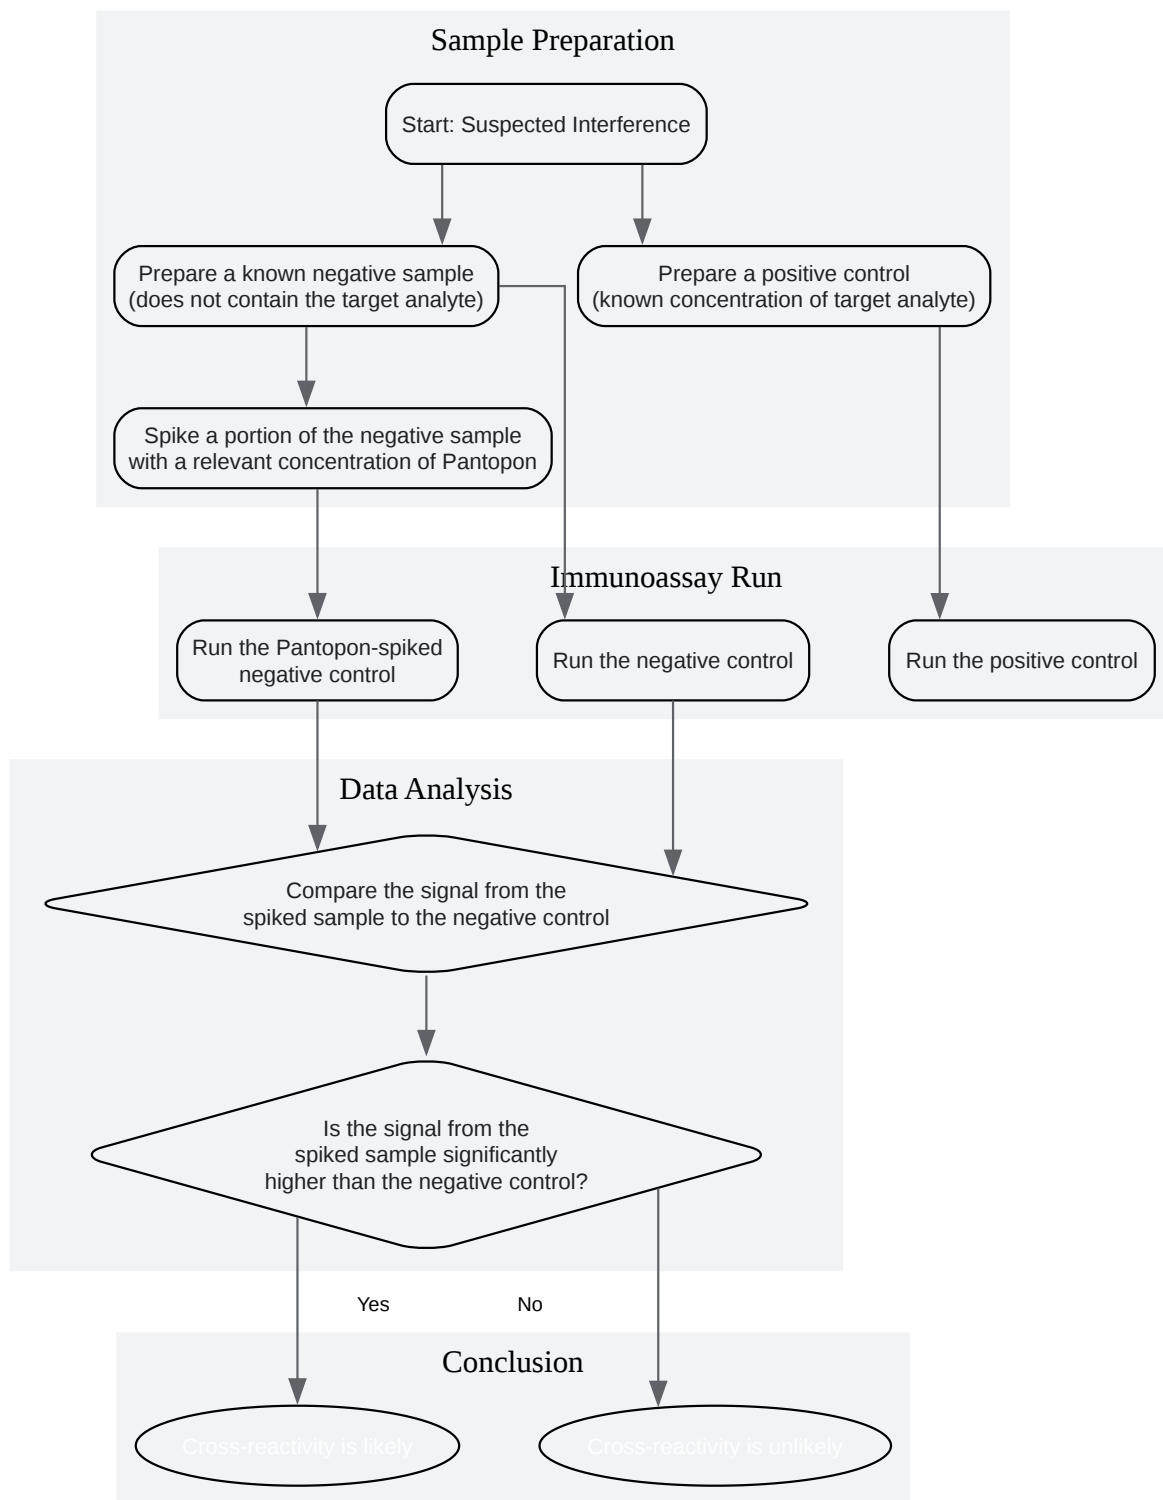 Sample Preparation
Start: Suspected Interference
Prepare a known negative sample
(does not contain the target analyte)
Prepare a positive control
(known concentration of target analyte)
Spike a portion of the negative sample
with a relevant concentration of Pantopon
Immunoassay Run
Run the Pantopon-spiked
negative control
Run the negative control
Run the positive control
Data Analysis
Compare the signal from the
spiked sample to the negative control
Is the signal from the
spiked sample significantly
higher than the negative control?
Yes
No
Conclusion
Cross-reactivity is likely
Cross-reactivity is unlikely